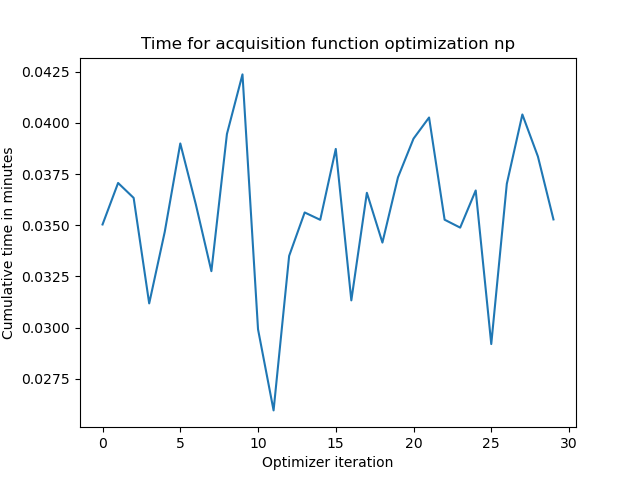 Time for acquisition function optimization np
Cumulative time in minutes
0.0425
0.0400
0.0375
0.0350
0.0325
0.0300
0.0275
0 5 10 15 20 25 30
Optimizer iteration